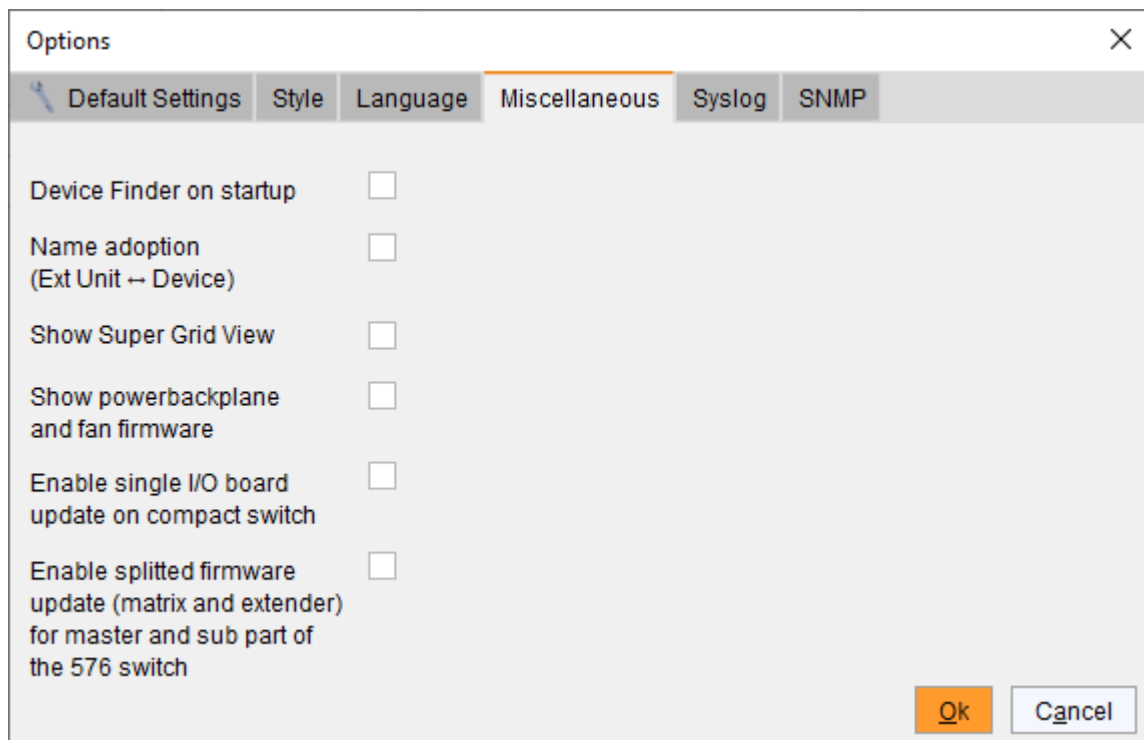 Options
Default Settings Style Language Miscellaneous Syslog SNMP
Device Finder on startup
Name adoption
(Ext Unit ↔ Device)
Show Super Grid View
Show powerbackplane
and fan firmware
Enable single I/O board
update on compact switch
Enable splitted firmware
update (matrix and extender)
for master and sub part of
the 576 switch
Ok Cancel